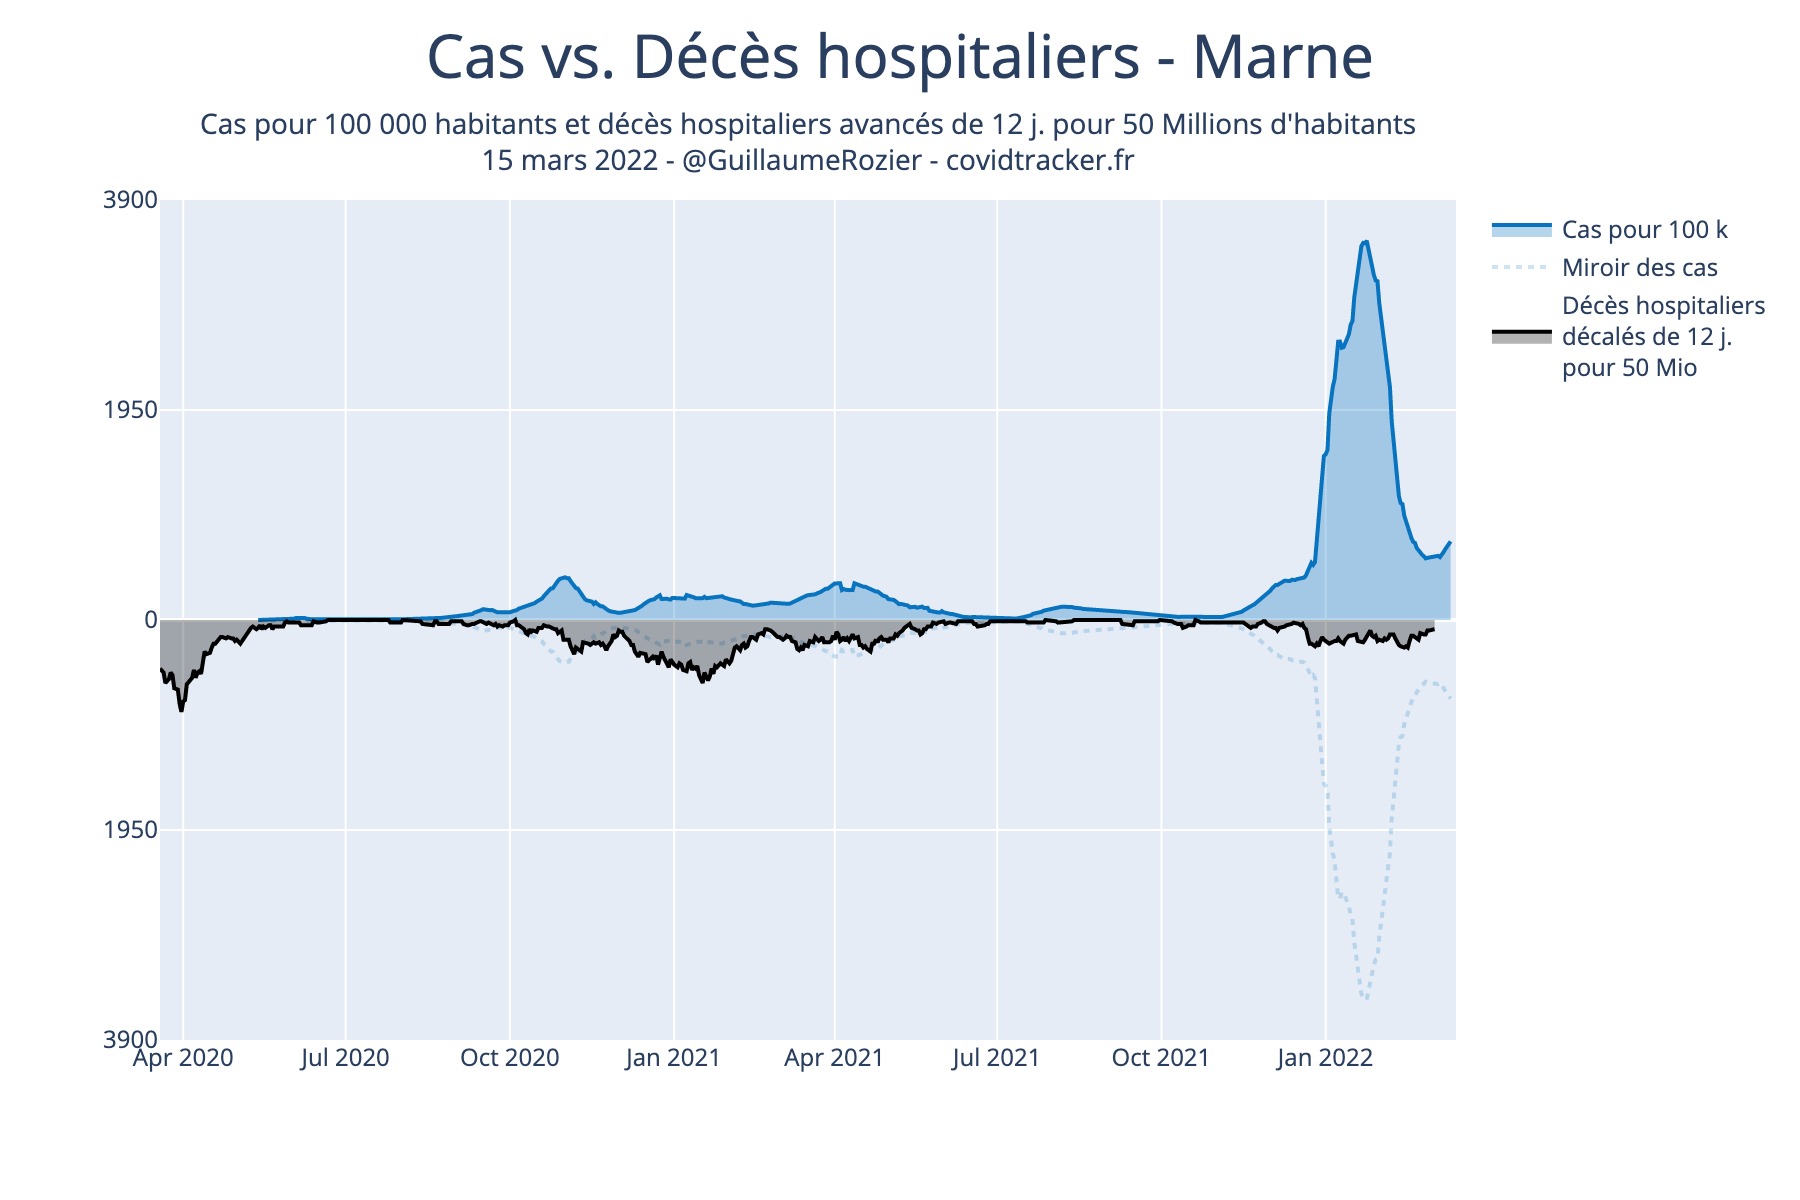 Cas vs. Décès hospitaliers - Marne
Cas pour 100 000 habitants et décès hospitaliers avancés de 12 j. pour 50 Millions d'habitants
15 mars 2022 - @GuillaumeRozier - covidtracker.fr
3900
1950
0
1950
3900
Apr 2020
Jul 2020
Oct 2020
Jan 2021
Apr 2021
Jul 2021
Oct 2021
Jan 2022
Cas pour 100 k
Miroir des cas
Décès hospitaliers
décalés de 12 j.
pour 50 Mio